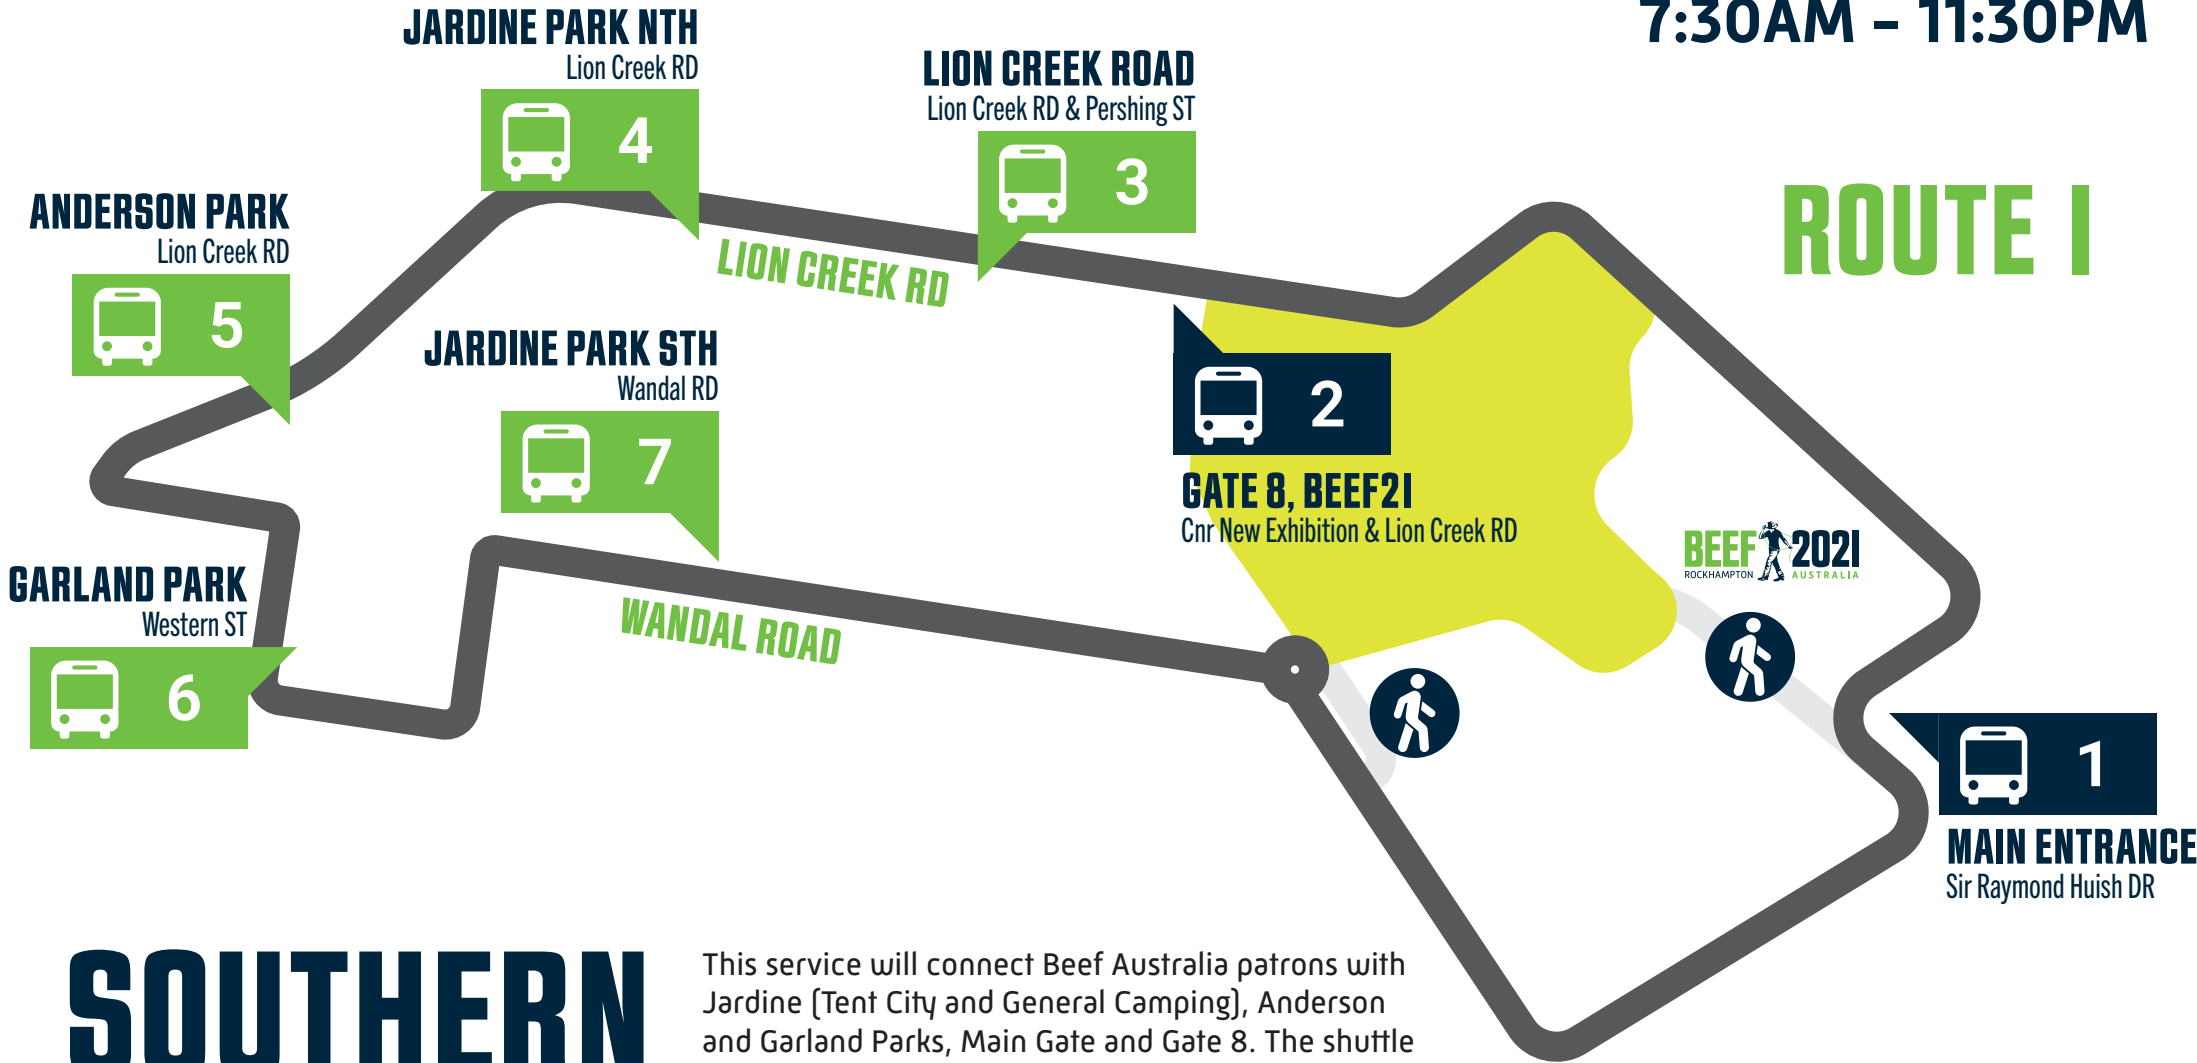 7:30AM – 11:30PM
JARDINE PARK NTH
Lion Creek RD
4
LION CREEK ROAD
Lion Creek RD & Pershing ST
3
ROUTE 1
ANDERSON PARK
Lion Creek RD
5
LION CREEK RD
JARDINE PARK STH
Wandal RD
7
2
GATE 8, BEEF21
Cnr New Exhibition & Lion Creek RD
BEEF 2021
ROCKHAMPTON AUSTRALIA
GARLAND PARK
Western ST
6
WANDAL ROAD
1
MAIN ENTRANCE
Sir Raymond Huish DR
SOUTHERN
This service will connect Beef Australia patrons with
Jardine (Tent City and General Camping), Anderson
and Garland Parks, Main Gate and Gate 8. The shuttle